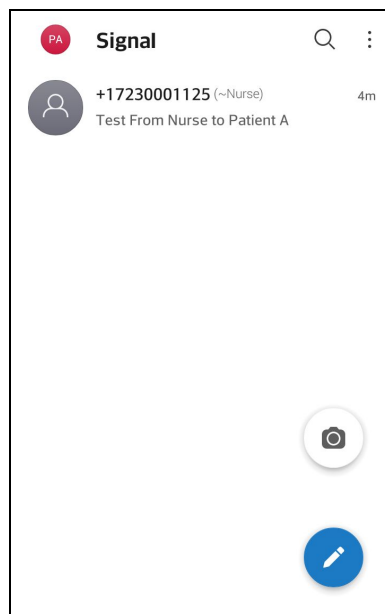 PA
Signal
+17230001125 (~Nurse)
4m
Test From Nurse to Patient A